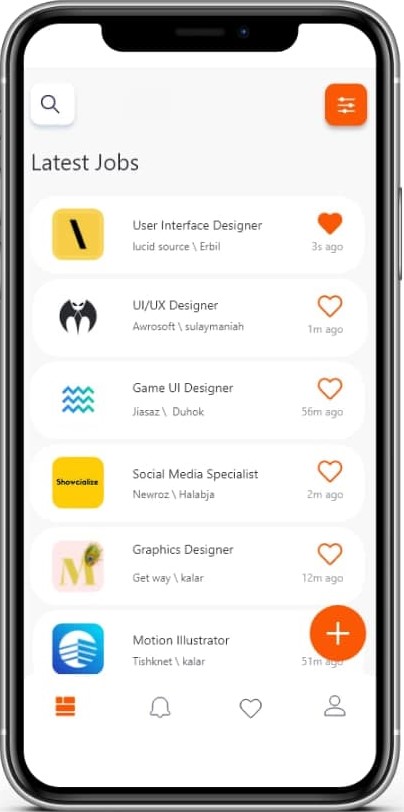 Latest Jobs
User Interface Designer
lucid source \ Erbil
3s ago
UI/UX Designer
Awrosoft \ sulaymaniah
1m ago
Game UI Designer
Jiasaz \ Duhok
56m ago
Showcialize
Social Media Specialist
Newroz \ Halabja
2m ago
M
Graphics Designer
Get way \ kalar
12m ago
Motion Illustrator
Tishknet \ kalar
51m ago